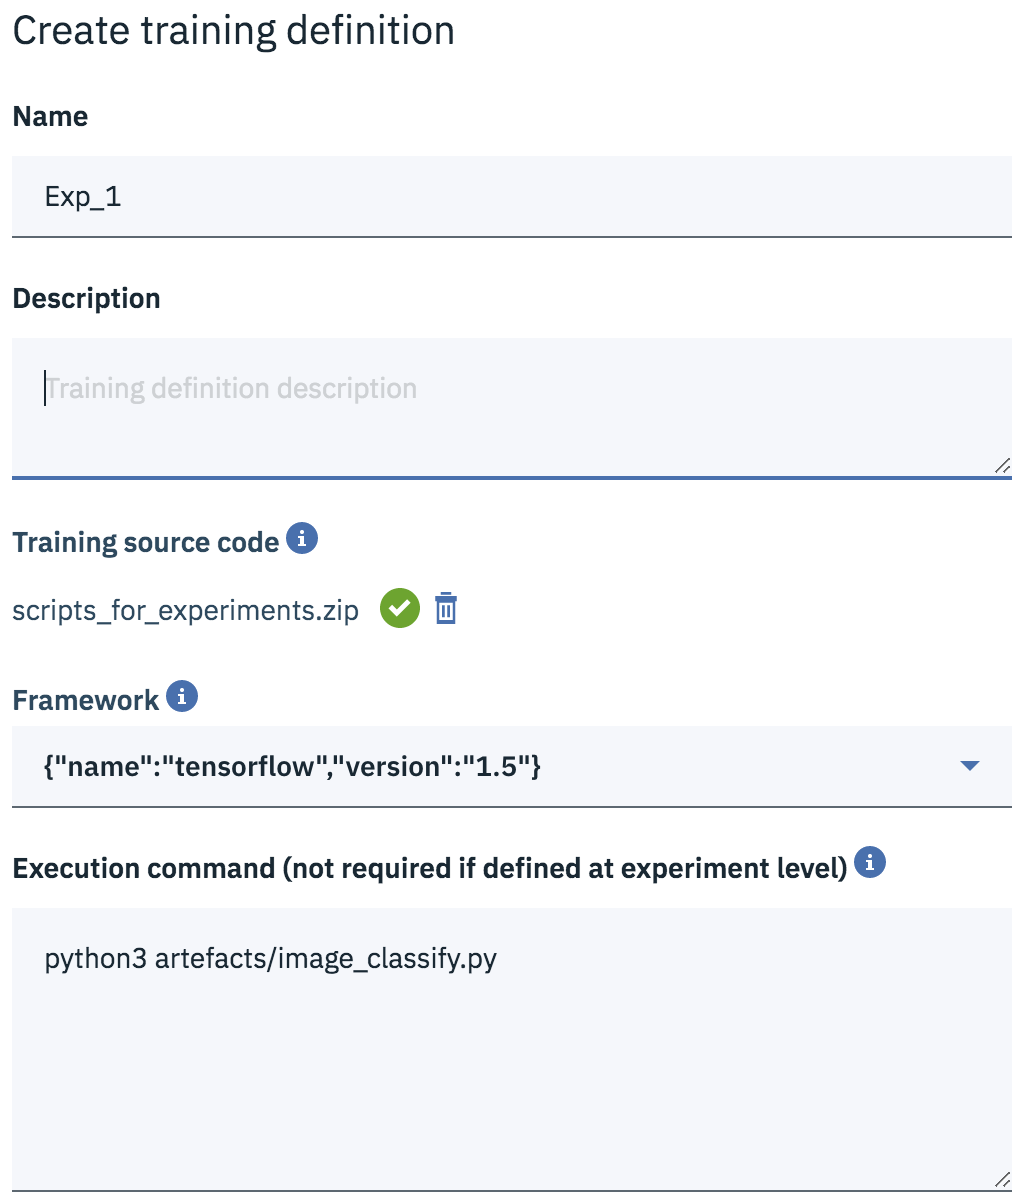 Create training definition
Name
Exp_1
Description
Training definition description
Training source code
scripts_for_experiments.zip
Framework
{"name":"tensorflow","version":"1.5"}
Execution command (not required if defined at experiment level)
python3 artefacts/image_classify.py